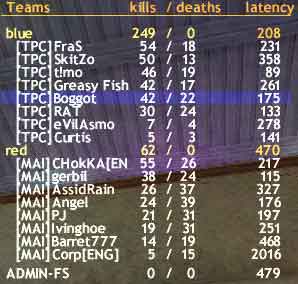 Teams kills / deaths latency
blue 249 / 0 208
[TPC]FraS 54 / 18 231
[TPC]SkitZo 50 / 13 358
[TPC]t!mo 46 / 19 89
[TPC]Greasy Fish 42 / 17 261
[TPC]Boggot 42 / 22 175
[TPC]RAT 30 / 24 133
[TPC]eVilAsmo 7 / 4 278
[TPC]Curtis 5 / 3 141
red 62 / 0 470
[MAI]CHokKA[EN 55 / 26 217
[MAI]gerbil 38 / 24 115
[MAI]AssidRain 26 / 37 327
[MAI]Angel 24 / 39 176
[MAI]PJ 21 / 31 197
[MAI]Ivinghoe 19 / 31 251
[MAI]Barret777 14 / 19 468
[MAI]Corp[ENG] 5 / 15 2016
ADMIN-FS 0 / 0 479